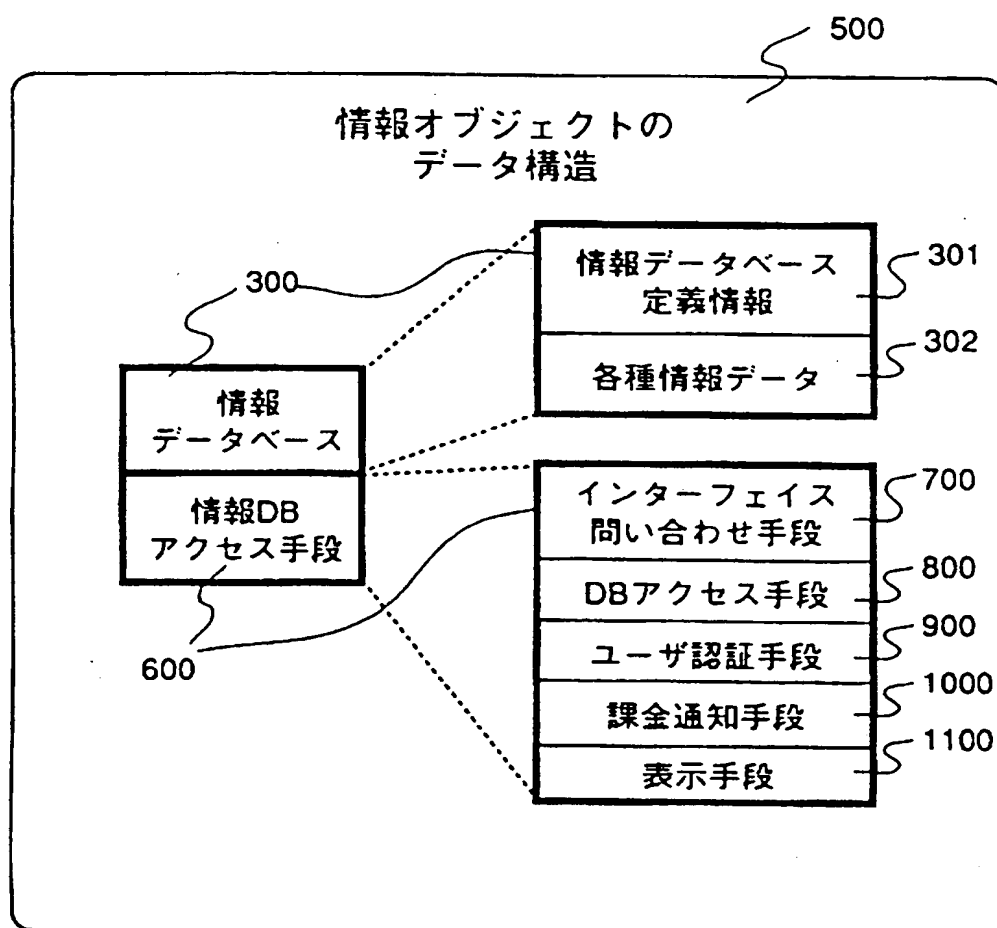 500
情報オブジェクトの
データ構造
300
情報
データベース
情報DB
アクセス手段
600
情報データベース
定義情報
301
各種情報データ
302
インターフェイス
問い合わせ手段
700
DBアクセス手段
800
ユーザ認証手段
900
課金通知手段
1000
表示手段
1100